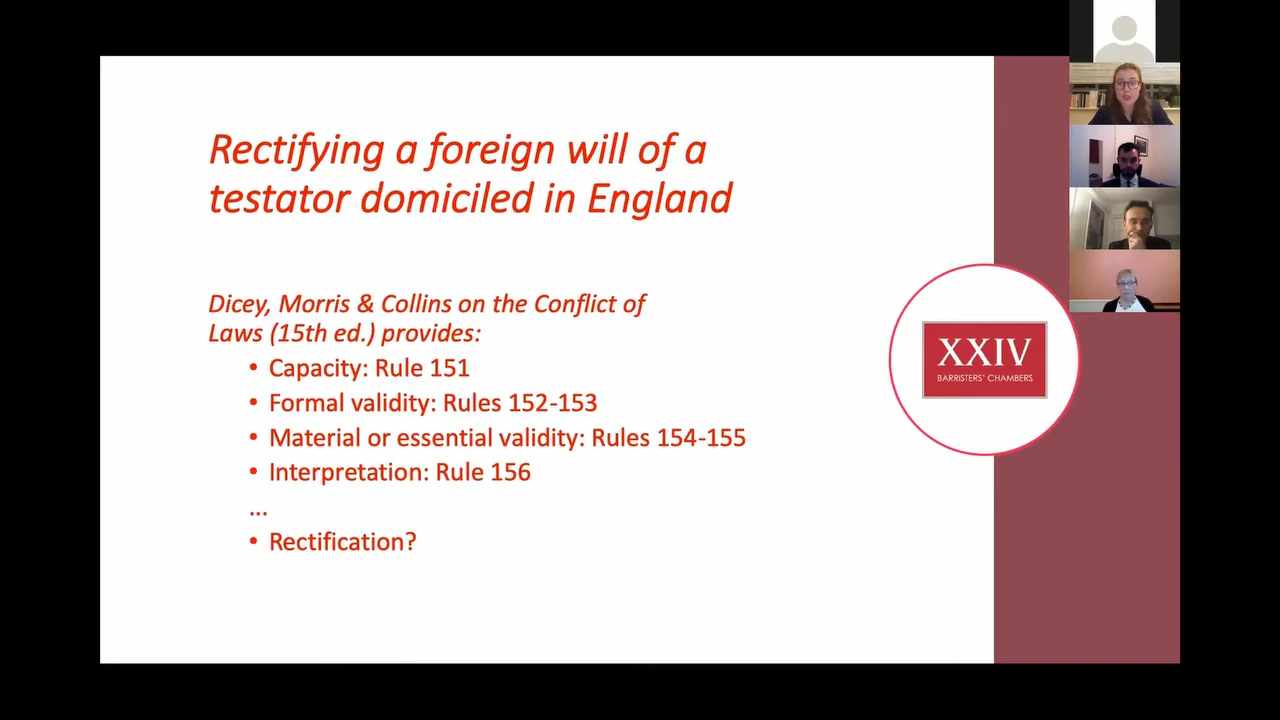 Rectifying a foreign will of a
testator domiciled in England
Dicey, Morris & Collins on the Conflict of
Laws (15th ed.) provides:
• Capacity: Rule 151
• Formal validity: Rules 152-153
• Material or essential validity: Rules 154-155
• Interpretation: Rule 156
...
• Rectification?
XXIV
BARRISTERS' CHAMBERS